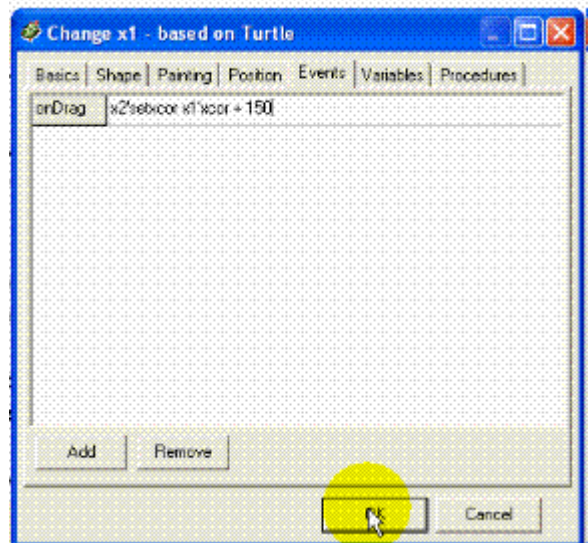 Change x1 - based on Turtle
Basics Shape Painting Position Events Variables Procedures
onDrag x2'setxcor x1'xcor + 150
Add Remove
OK Cancel